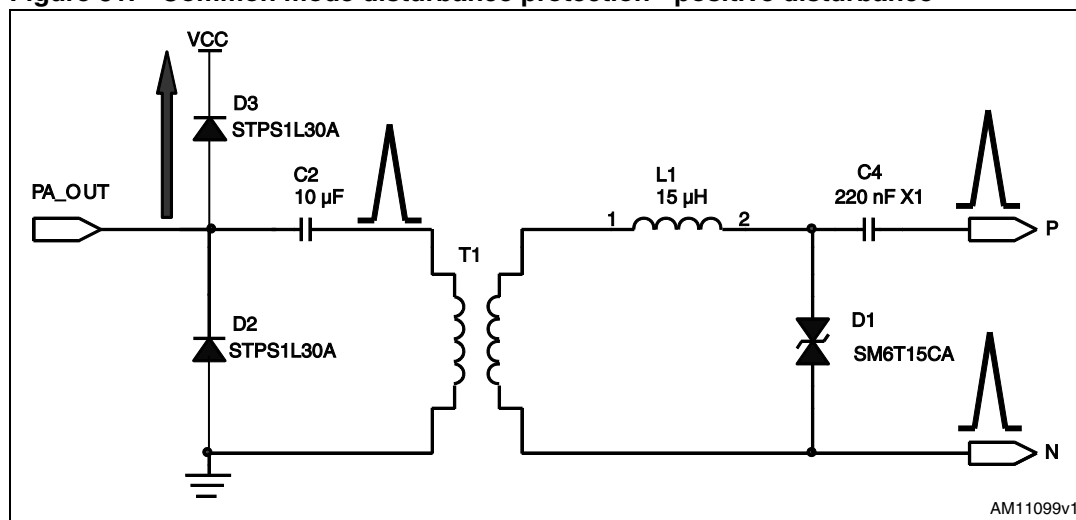 Figure 31. Common mode disturbance protection - positive disturbance
VCC
D3
STPS1L30A
PA_OUT
C2
10 µF
T1
L1
15 µH
1
2
C4
220 nF X1
P
D2
STPS1L30A
D1
SM6T15CA
N
AM11099v1